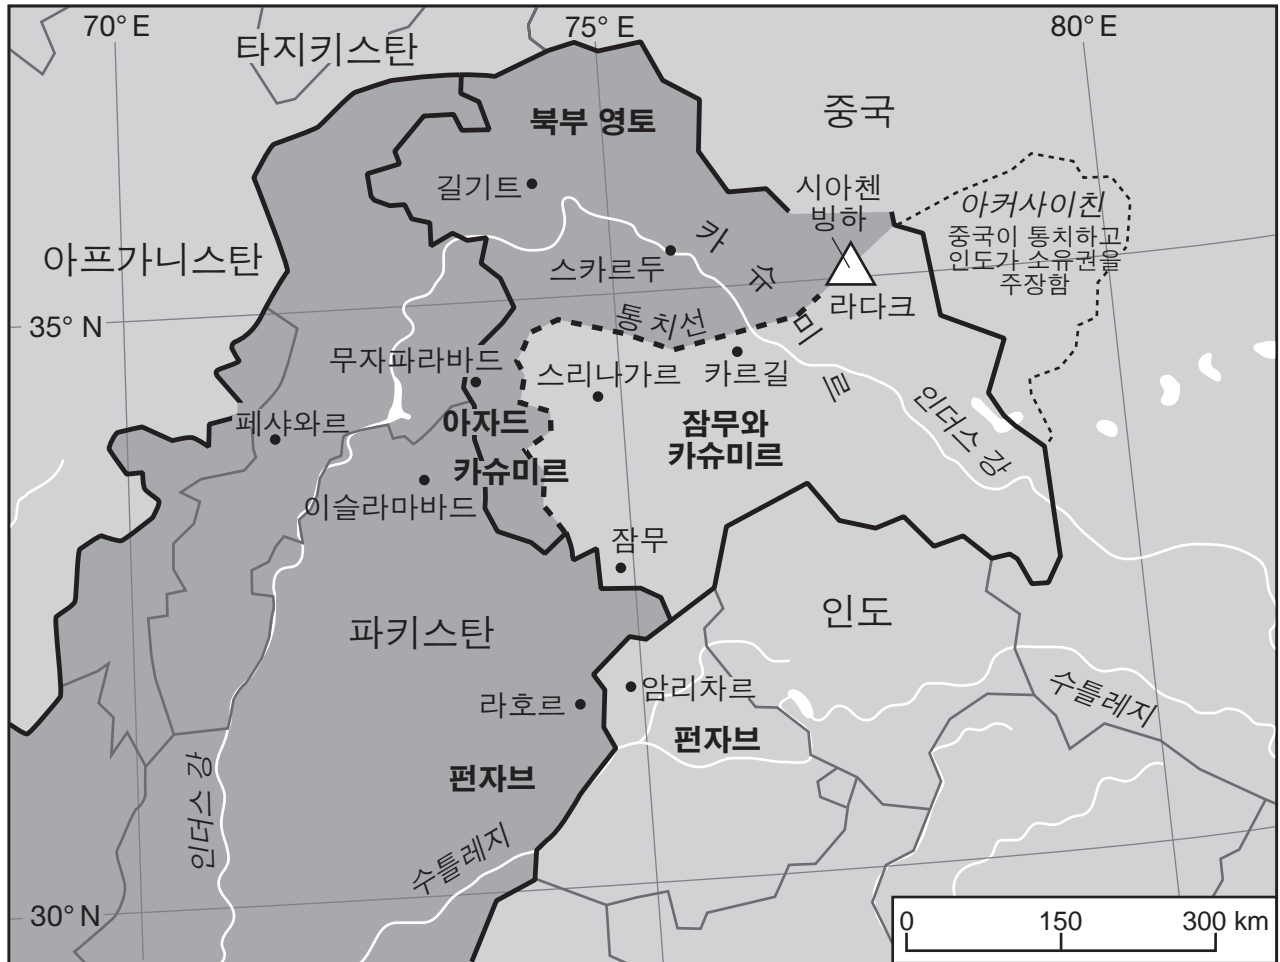 70° E
75° E
80° E
타지키스탄
중국
북부 영토
길기트
시아첸
빙하
아커사이친
중국이 통치하고
인도가 소유권을
주장함
아프가니스탄
스카르두
카슈미르
라다크
35° N
통치선
무자파라바드
스리나가르
카르길
페샤와르
아자드
카슈미르
잠무와
카슈미르
인더스 강
이슬라마바드
잠무
파키스탄
인도
암리차르
라호르
수틀레지
펀자브
펀자브
인더스 강
수틀레지
30° N
0
150
300 km